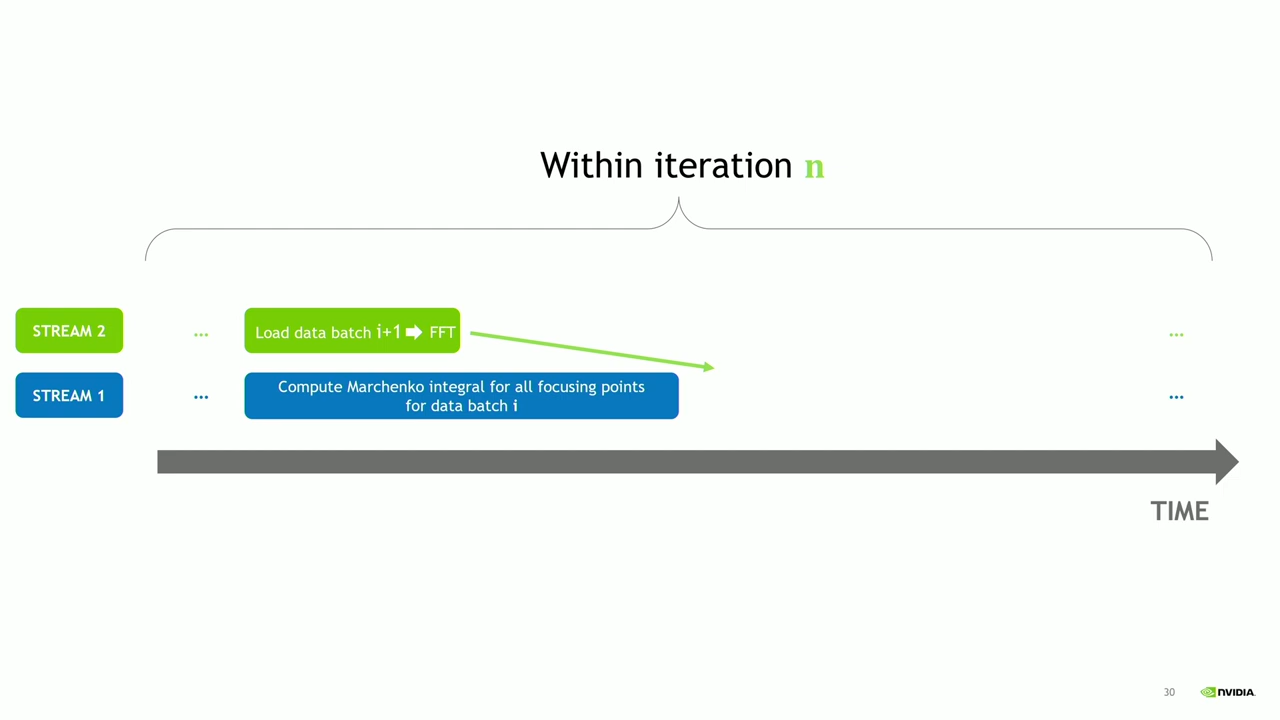 Within iteration n
STREAM 2
...
Load data batch i+1 ➡ FFT
...
STREAM 1
...
Compute Marchenko integral for all focusing points
for data batch i
...
TIME
30
NVIDIA.